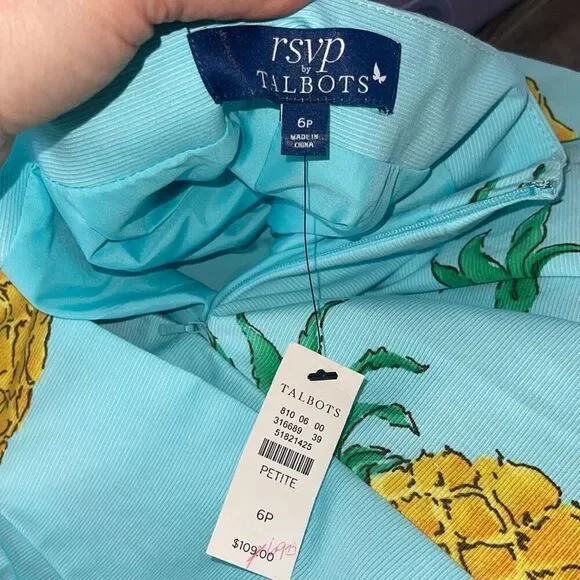 rsvp
by
TALBOTS
6P
MADE IN
CHINA
TALBOTS
810 06 00
316689 39
51821425
PETITE
6P
$109.00